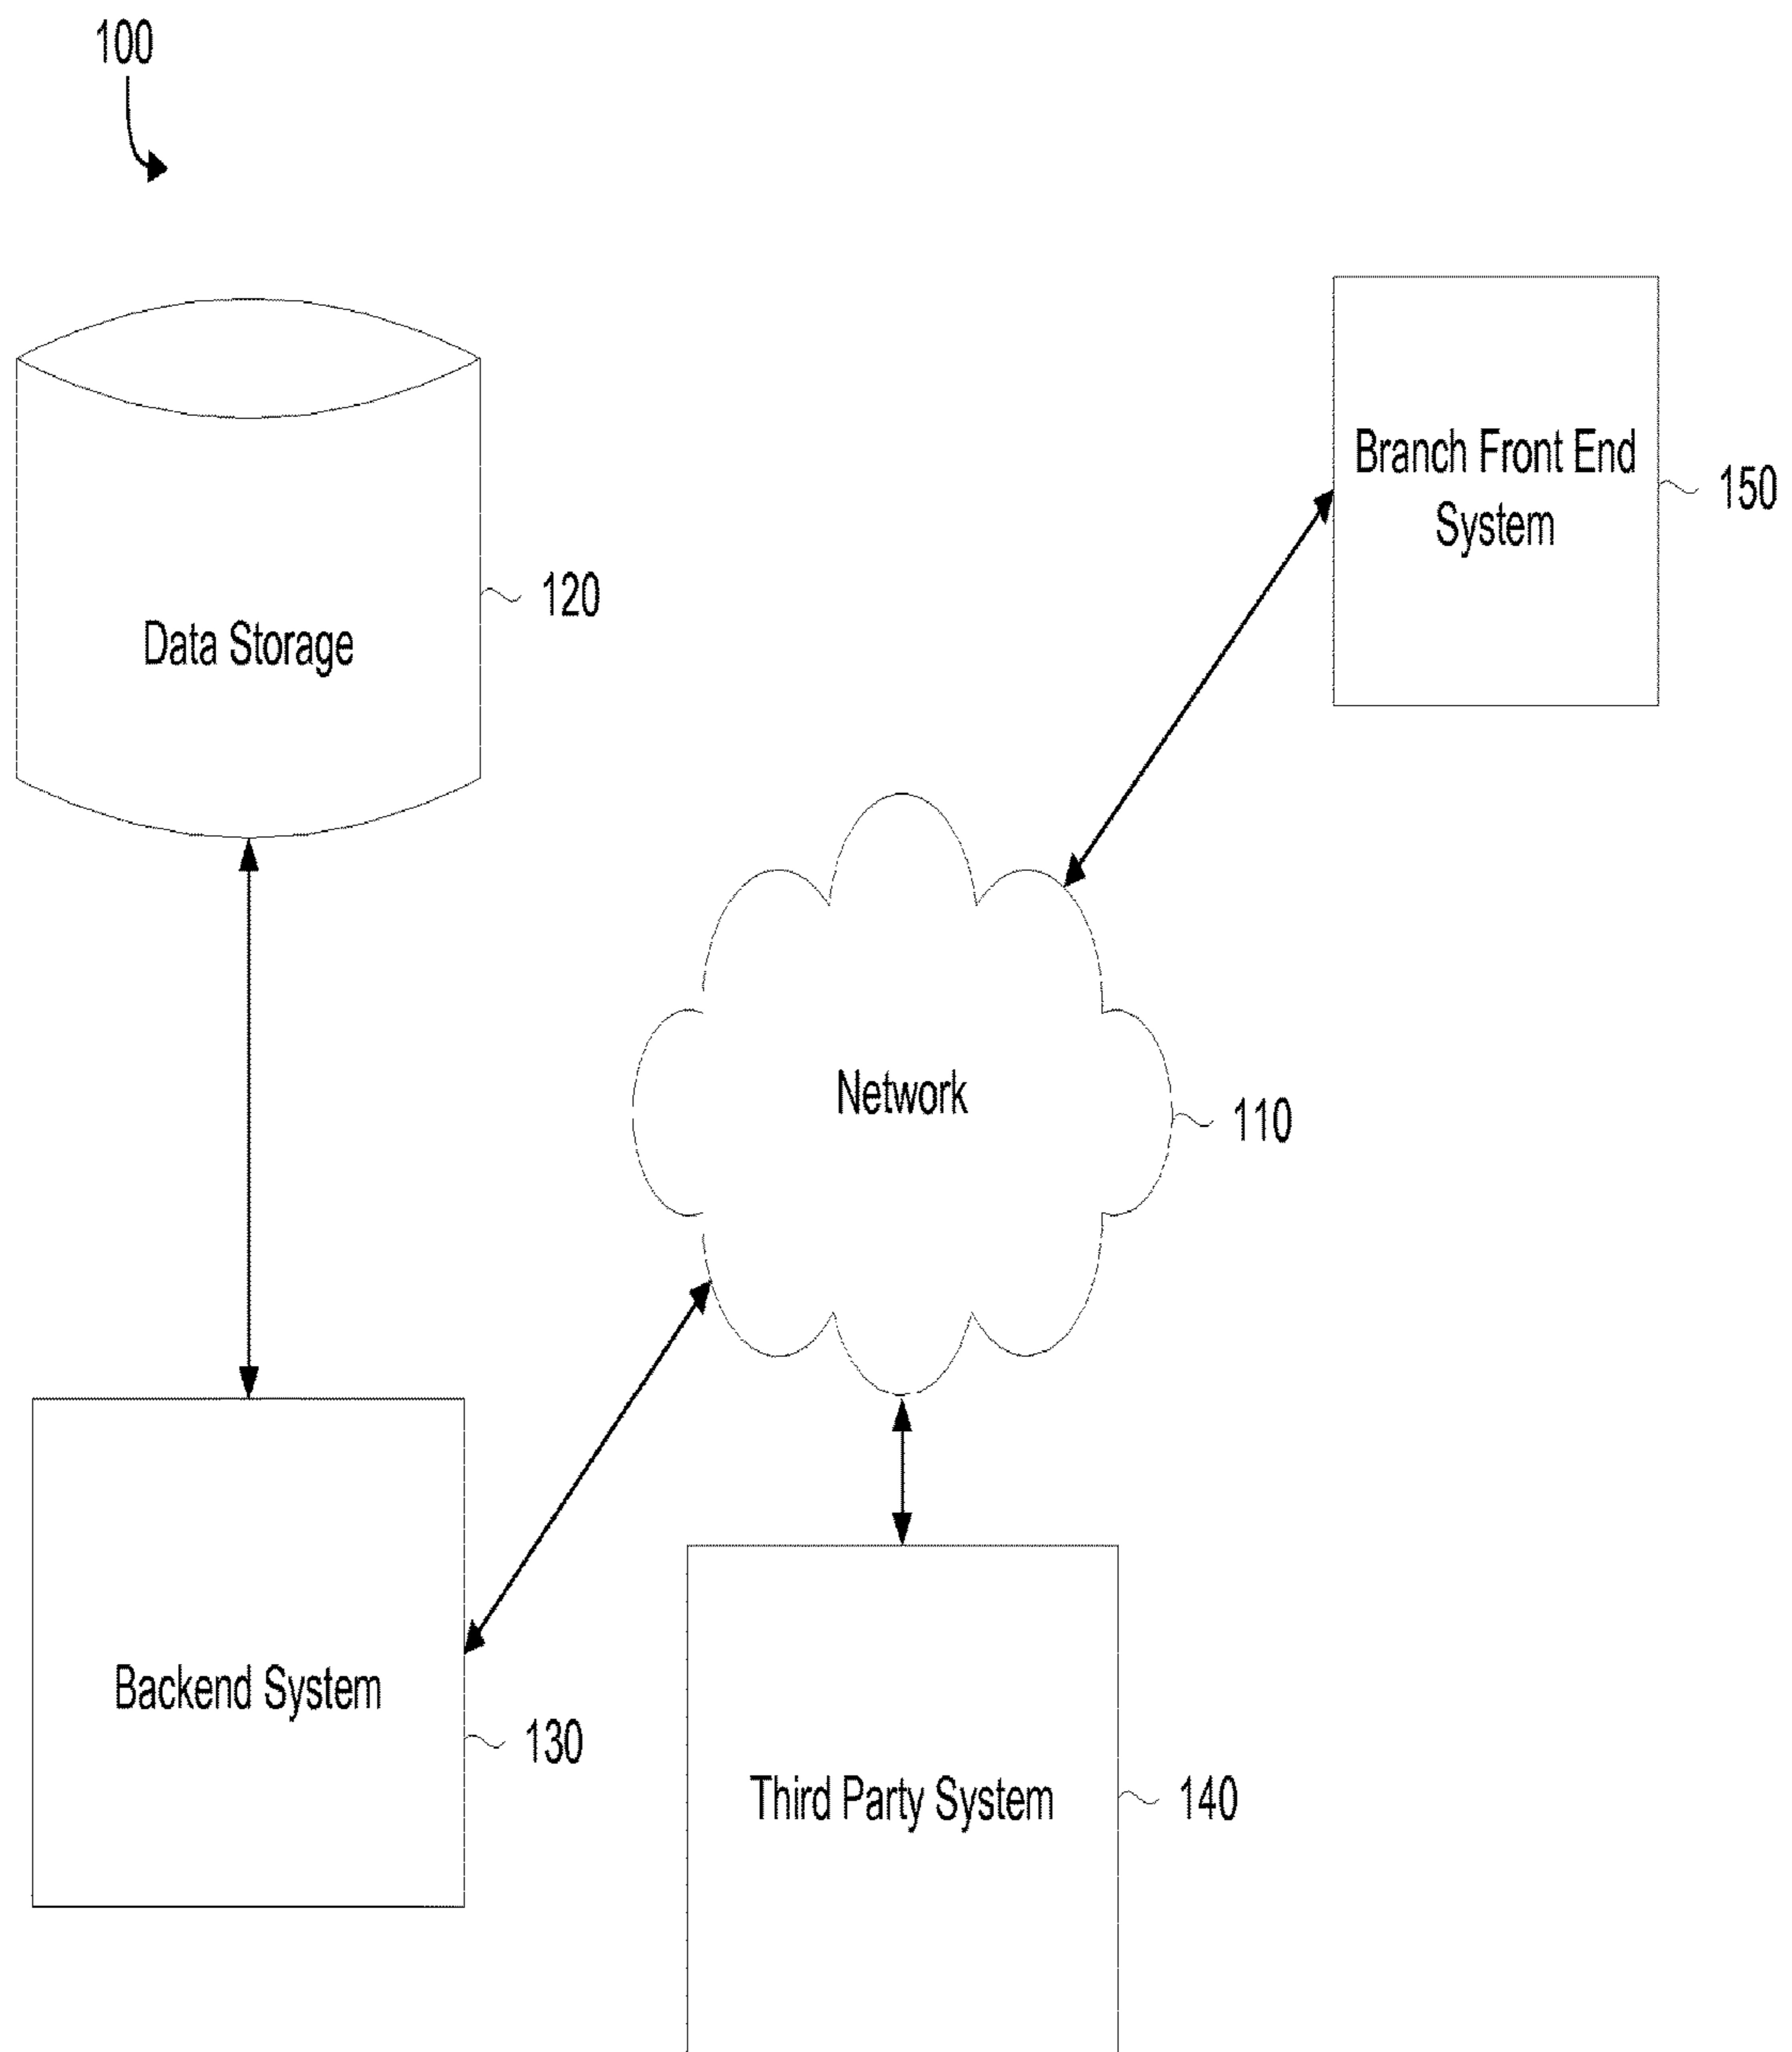 100
Branch Front End
System
150
120
Data Storage
Network
110
Backend System
130
Third Party System
140